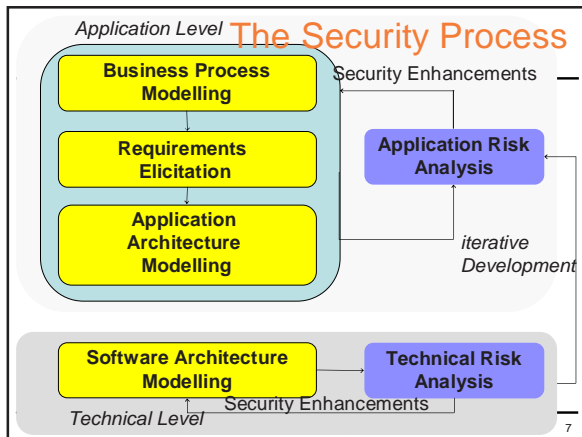 Application Level
The Security Process
Business Process
Modelling
Security Enhancements
Requirements
Elicitation
Application Risk
Analysis
Application
Architecture
Modelling
iterative
Development
Software Architecture
Modelling
Technical Risk
Analysis
Security Enhancements
Technical Level
7